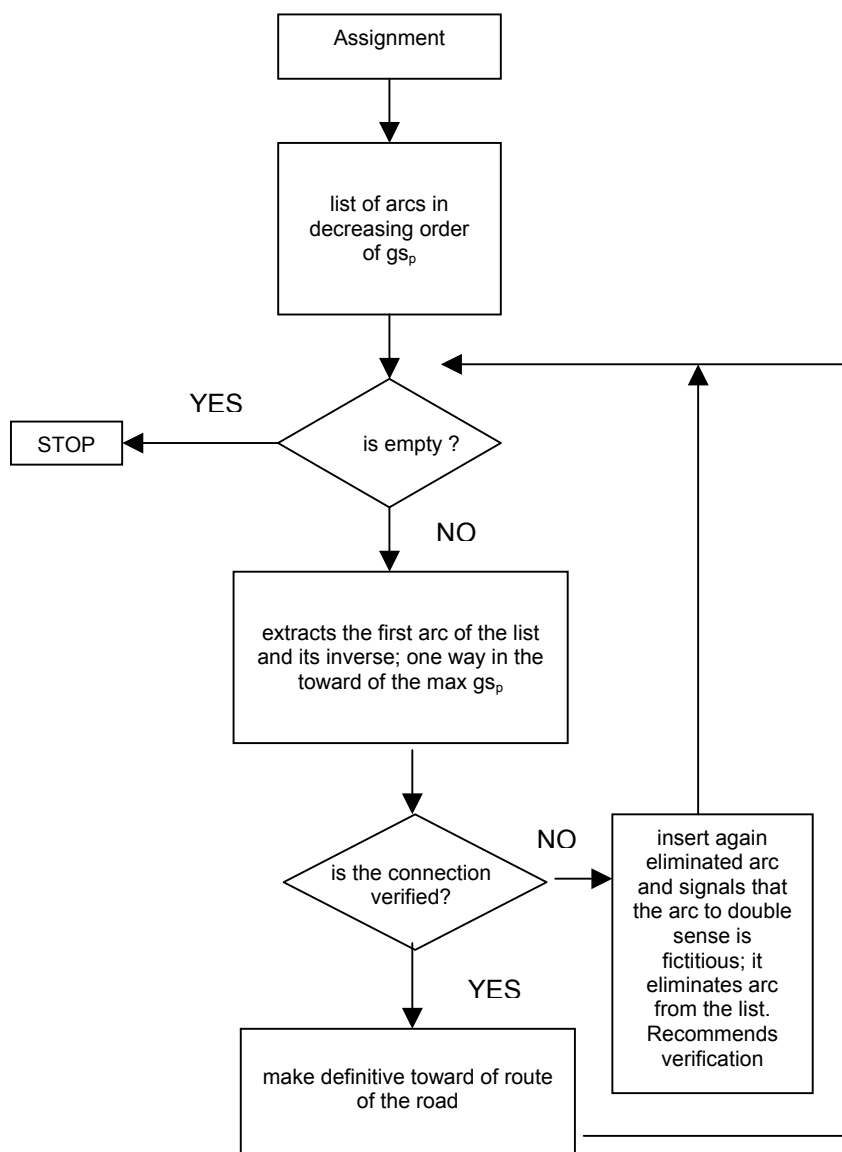 Assignment
list of arcs in
decreasing order
of gsₚ
YES
STOP
is empty ?
NO
extracts the first arc of the list
and its inverse; one way in the
toward of the max gsₚ
is the connection
verified?
NO
insert again
eliminated arc
and signals that
the arc to double
sense is
fictitious; it
eliminates arc
from the list.
Recommends
verification
YES
make definitive toward of route
of the road